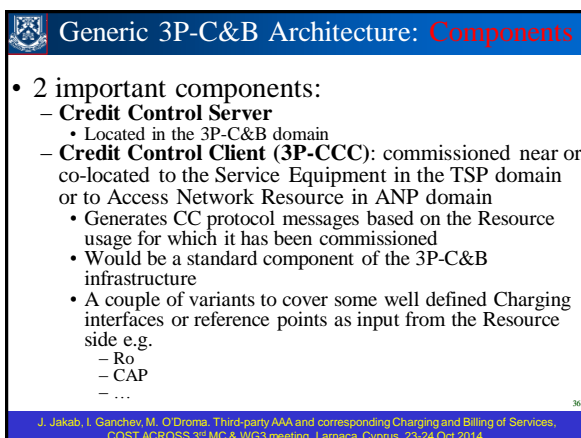 Generic 3P-C&B Architecture: Components
• 2 important components:
– Credit Control Server
• Located in the 3P-C&B domain
– Credit Control Client (3P-CCC): commissioned near or
co-located to the Service Equipment in the TSP domain
or to Access Network Resource in ANP domain
• Generates CC protocol messages based on the Resource
usage for which it has been commissioned
• Would be a standard component of the 3P-C&B
infrastructure
• A couple of variants to cover some well defined Charging
interfaces or reference points as input from the Resource
side e.g.
– Ro
– CAP
– …
36
J. Jakab, I. Ganchev, M. O'Droma. Third-party AAA and corresponding Charging and Billing of Services,
COST ACROSS 3rd MC & WG3 meeting, Larnaca, Cyprus, 23-24 Oct 2014